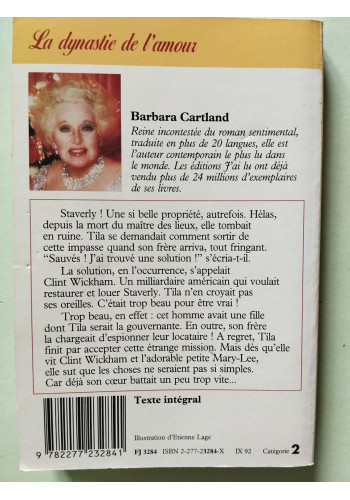 La dynastie de l'amour
Barbara Cartland
Reine incontestée du roman sentimental,
traduite en plus de 20 langues, elle est
l'auteur contemporain le plus lu dans
le monde. Les éditions J'ai lu ont déjà
vendu plus de 24 millions d'exemplaires
de ses livres.
Staverly ! Une si belle propriété, autrefois. Hélas,
depuis la mort du maître des lieux, elle tombait
en ruine. Tila se demandait comment sortir de
cette impasse quand son frère arriva, tout fringant.
"Sauvés ! J'ai trouvé une solution !" s'écria-t-il.
La solution, en l'occurrence, s'appelait
Clint Wickham. Un milliardaire américain qui voulait
restaurer et louer Staverly. Tila n'en croyait pas
ses oreilles. C'était trop beau pour être vrai !
Trop beau, en effet : cet homme avait une fille
dont Tila serait la gouvernante. En outre, son frère
la chargeait d'espionner leur locataire ! A regret, Tila
finit par accepter cette étrange mission. Mais dès qu'elle
vit Clint Wickham et l'adorable petite Mary-Lee,
elle sut que les choses ne seraient pas si simples.
Car déjà son cœur battait un peu trop vite...
Texte intégral
Illustration d'Etienne Lage
9 782277 232841
FJ 3284 ISBN 2-277-23284-X IX 92 Catégorie 2